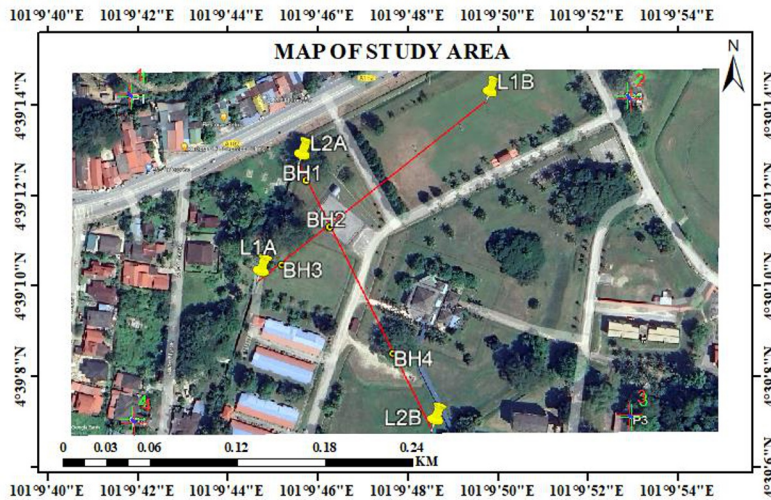 101°9'40"E 101°9'42"E 101°9'44"E 101°9'46"E 101°9'48"E 101°9'50"E 101°9'52"E 101°9'54"E
MAP OF STUDY AREA
N
1
2
P1
L1B
L2A
BH1
BH2
L1A
BH3
BH4
L2B
4
3
P3
4°39'14"N
4°39'12"N
4°39'10"N
4°39'8"N
4°39'14"N
4°39'12"N
4°39'10"N
4°39'8"N
4°39'6"N
0 0.03 0.06 0.12 0.18 0.24
KM
101°9'40"E 101°9'42"E 101°9'44"E 101°9'46"E 101°9'48"E 101°9'50"E 101°9'52"E 101°9'54"E